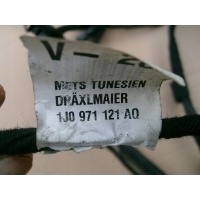 METS TUNESIEN
DRÄXLMAIER
1J0 971 121 AQ